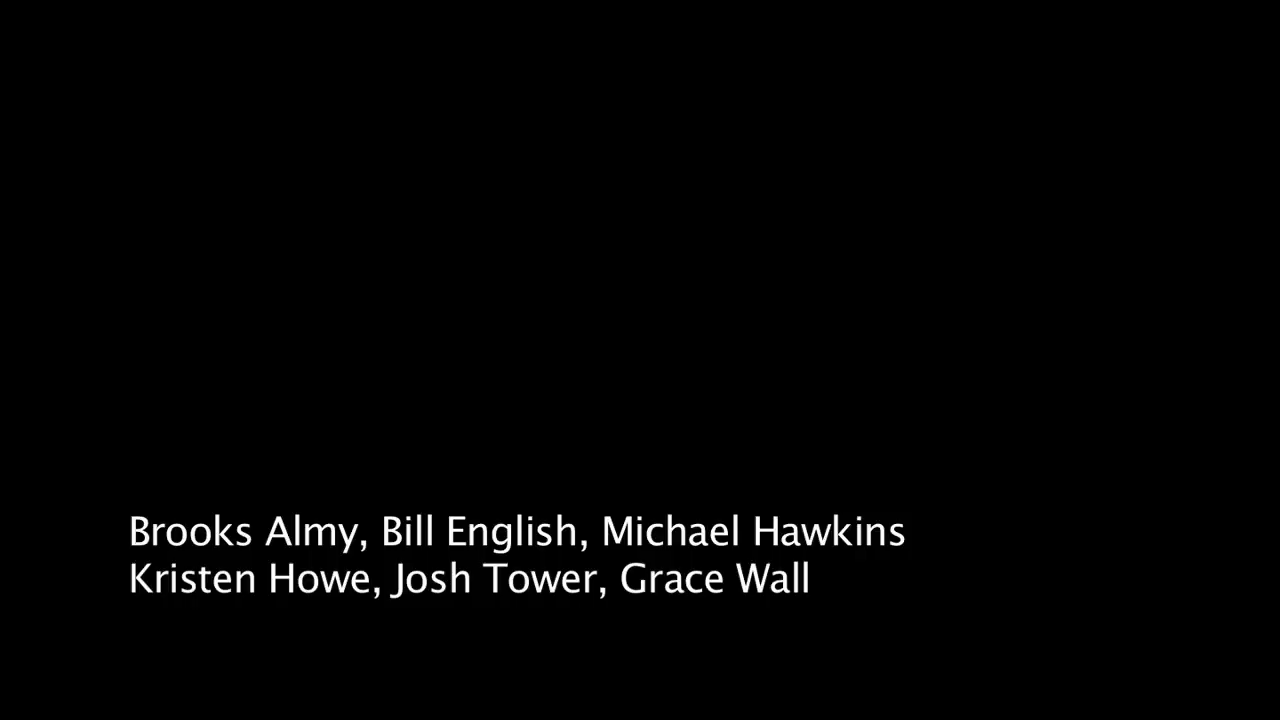 Brooks Almy, Bill English, Michael Hawkins
Kristen Howe, Josh Tower, Grace Wall